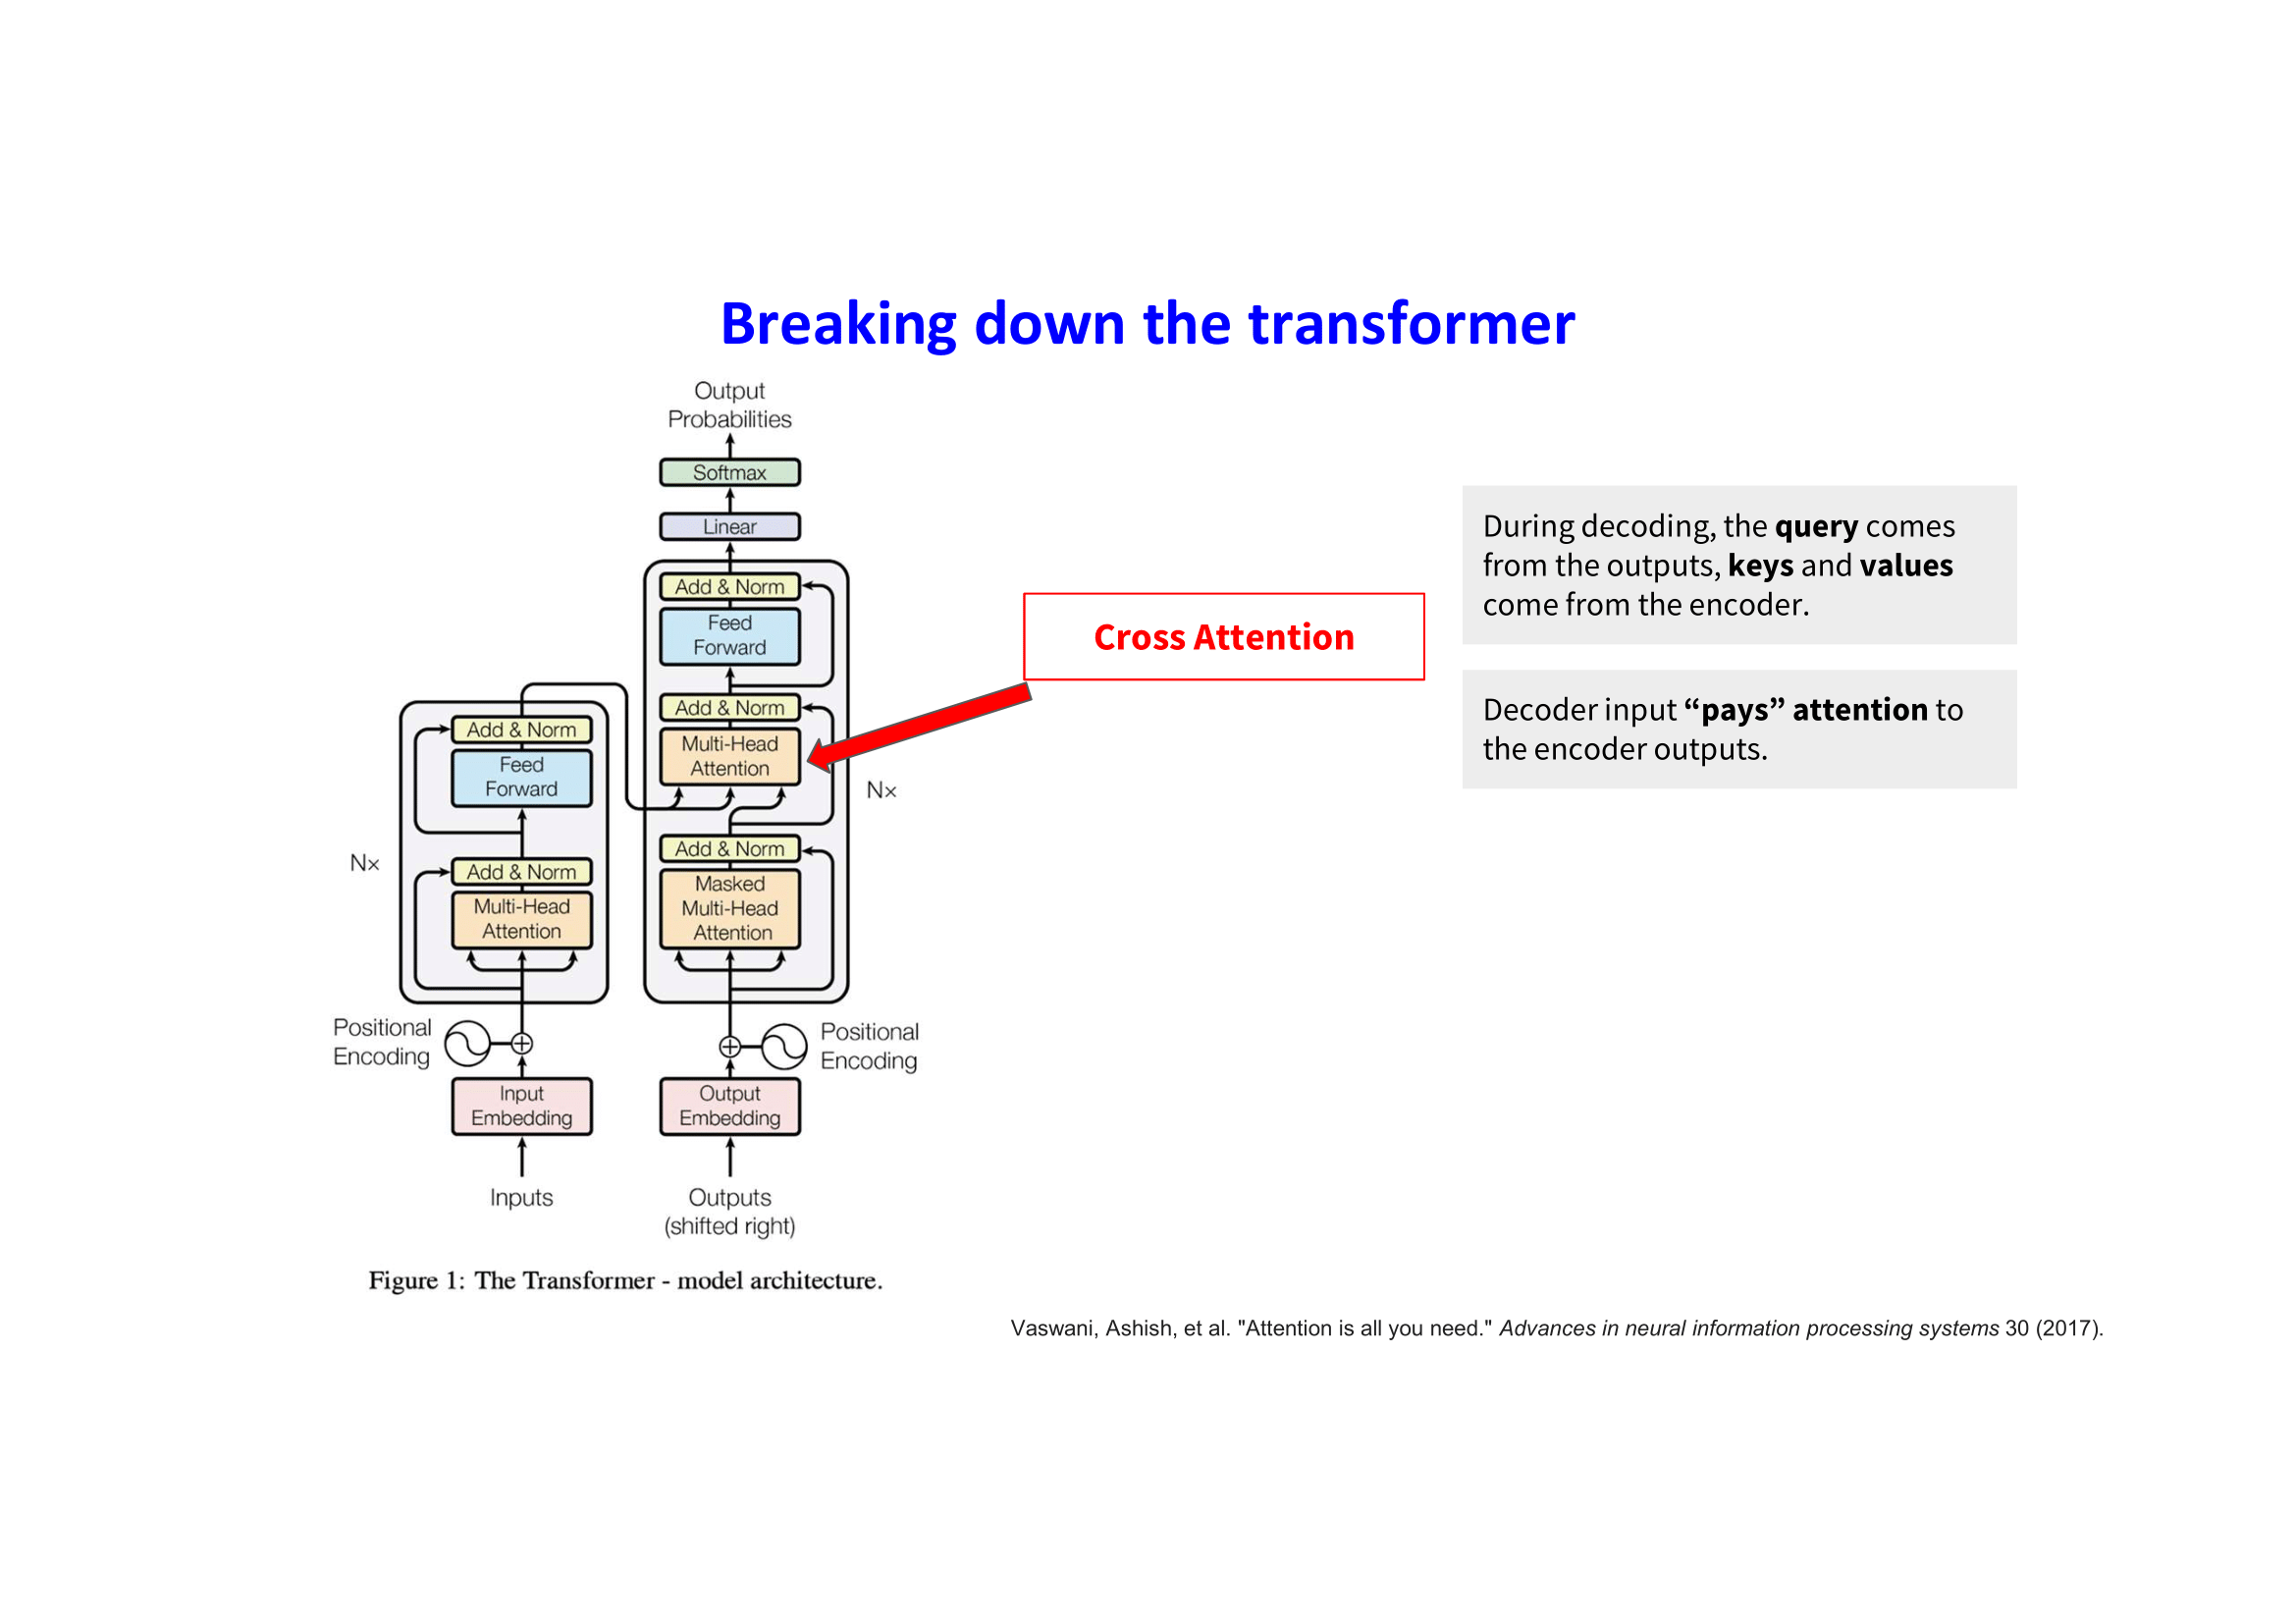 Breaking down the transformer
Output
Probabilities
Softmax
Linear
Add & Norm
Feed
Forward
Add & Norm
Multi-Head
Attention
Nx
Add & Norm
Masked
Multi-Head
Attention
Add & Norm
Feed
Forward
Nx
Add & Norm
Multi-Head
Attention
Positional
Encoding
Positional
Encoding
Input
Embedding
Output
Embedding
Inputs
Outputs
(shifted right)
Figure 1: The Transformer - model architecture.
Cross Attention
During decoding, the query comes
from the outputs, keys and values
come from the encoder.
Decoder input “pays” attention to
the encoder outputs.
Vaswani, Ashish, et al. "Attention is all you need." Advances in neural information processing systems 30 (2017).